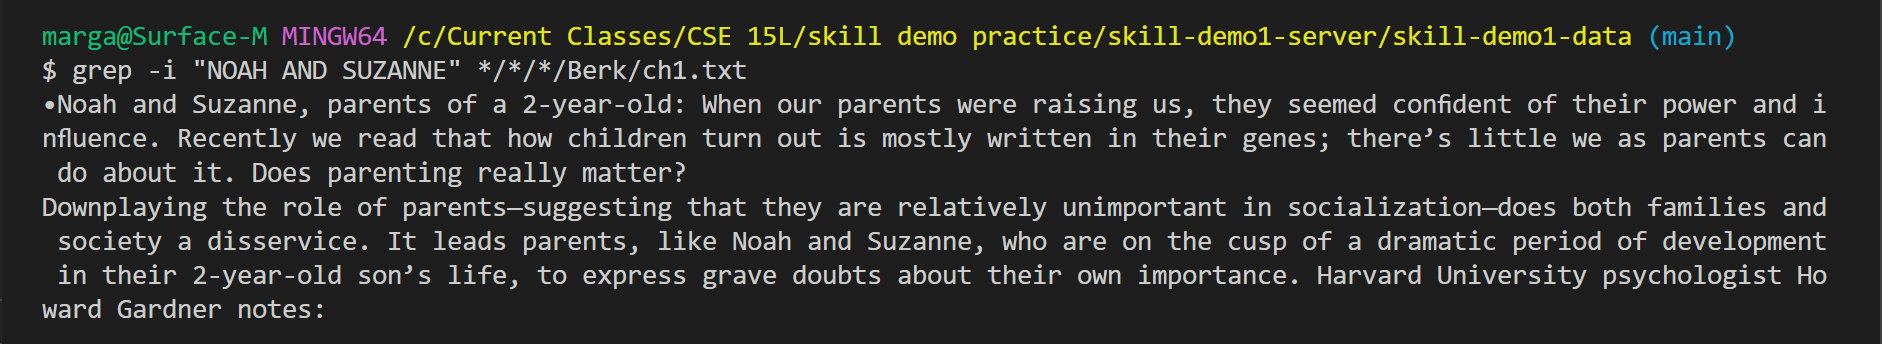 marga@Surface-M MINGW64 /c/Current Classes/CSE 15L/skill demo practice/skill-demo1-server/skill-demo1-data (main)
$ grep -i "NOAH AND SUZANNE" */*/*/Berk/ch1.txt
•Noah and Suzanne, parents of a 2-year-old: When our parents were raising us, they seemed confident of their power and i
nfluence. Recently we read that how children turn out is mostly written in their genes; there’s little we as parents can
 do about it. Does parenting really matter?
Downplaying the role of parents—suggesting that they are relatively unimportant in socialization—does both families and
 society a disservice. It leads parents, like Noah and Suzanne, who are on the cusp of a dramatic period of development
 in their 2-year-old son’s life, to express grave doubts about their own importance. Harvard University psychologist Ho
ward Gardner notes: